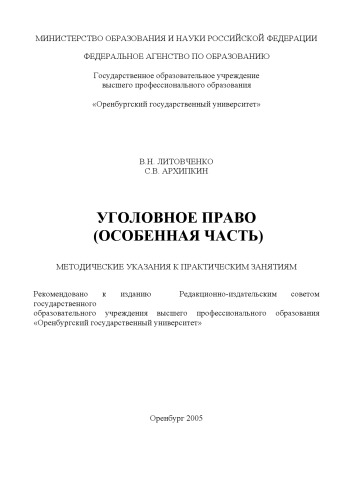 МИНИСТЕРСТВО ОБРАЗОВАНИЯ И НАУКИ РОССИЙСКОЙ ФЕДЕРАЦИИ
ФЕДЕРАЛЬНОЕ АГЕНСТВО ПО ОБРАЗОВАНИЮ
Государственное образовательное учреждение
высшего профессионального образования
«Оренбургский государственный университет»
В.Н. ЛИТОВЧЕНКО
С.В. АРХИПКИН
УГОЛОВНОЕ ПРАВО
(ОСОБЕННАЯ ЧАСТЬ)
МЕТОДИЧЕСКИЕ УКАЗАНИЯ К ПРАКТИЧЕСКИМ ЗАНЯТИЯМ
Рекомендовано к изданию Редакционно-издательским советом
государственного
образовательного учреждения высшего профессионального образования
«Оренбургский государственный университет»
Оренбург 2005